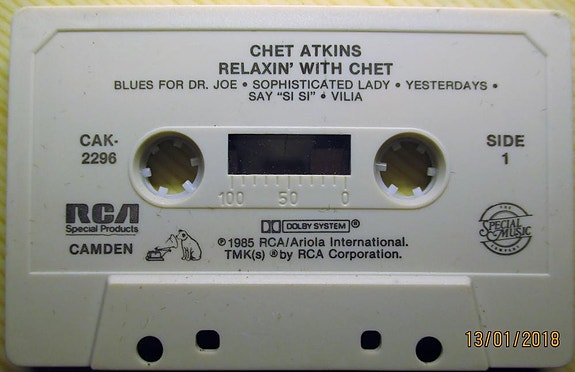 CHET ATKINS
RELAXIN' WITH CHET
BLUES FOR DR. JOE • SOPHISTICATED LADY • YESTERDAYS •
SAY "SI SI" • VILIA
CAK-
2296
SIDE
1
100 50 0
RCA
Special Products
CAMDEN
DOLBY SYSTEM ®
℗ 1985 RCA/Ariola International.
TMK(s) ® by RCA Corporation.
THE
SPECIAL
MUSIC
COMPANY
13/01/2018